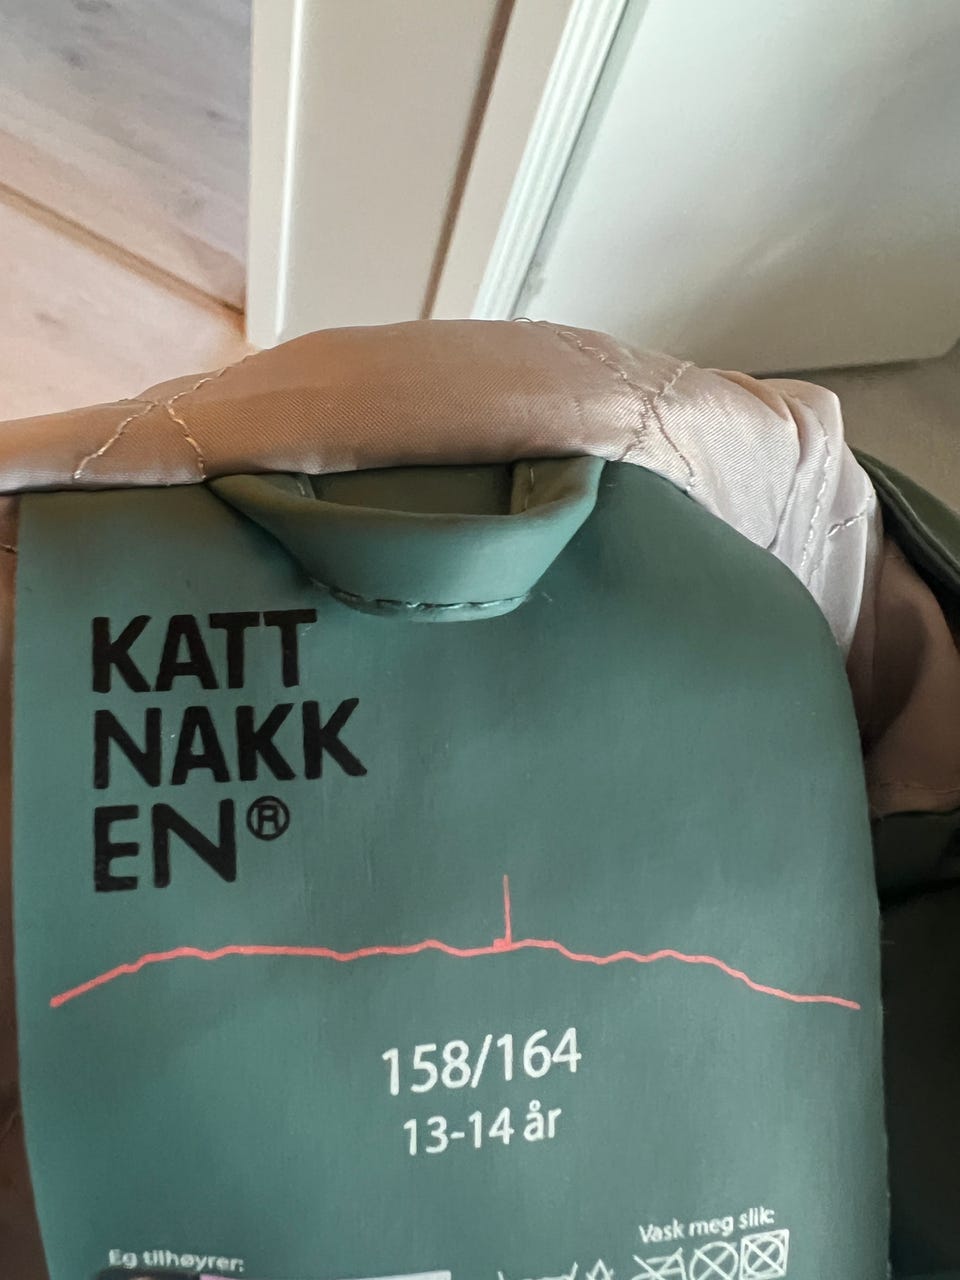 KATT
NAKK
EN®
158/164
13-14 år
Vask meg slik:
Eg tilhøyrer: